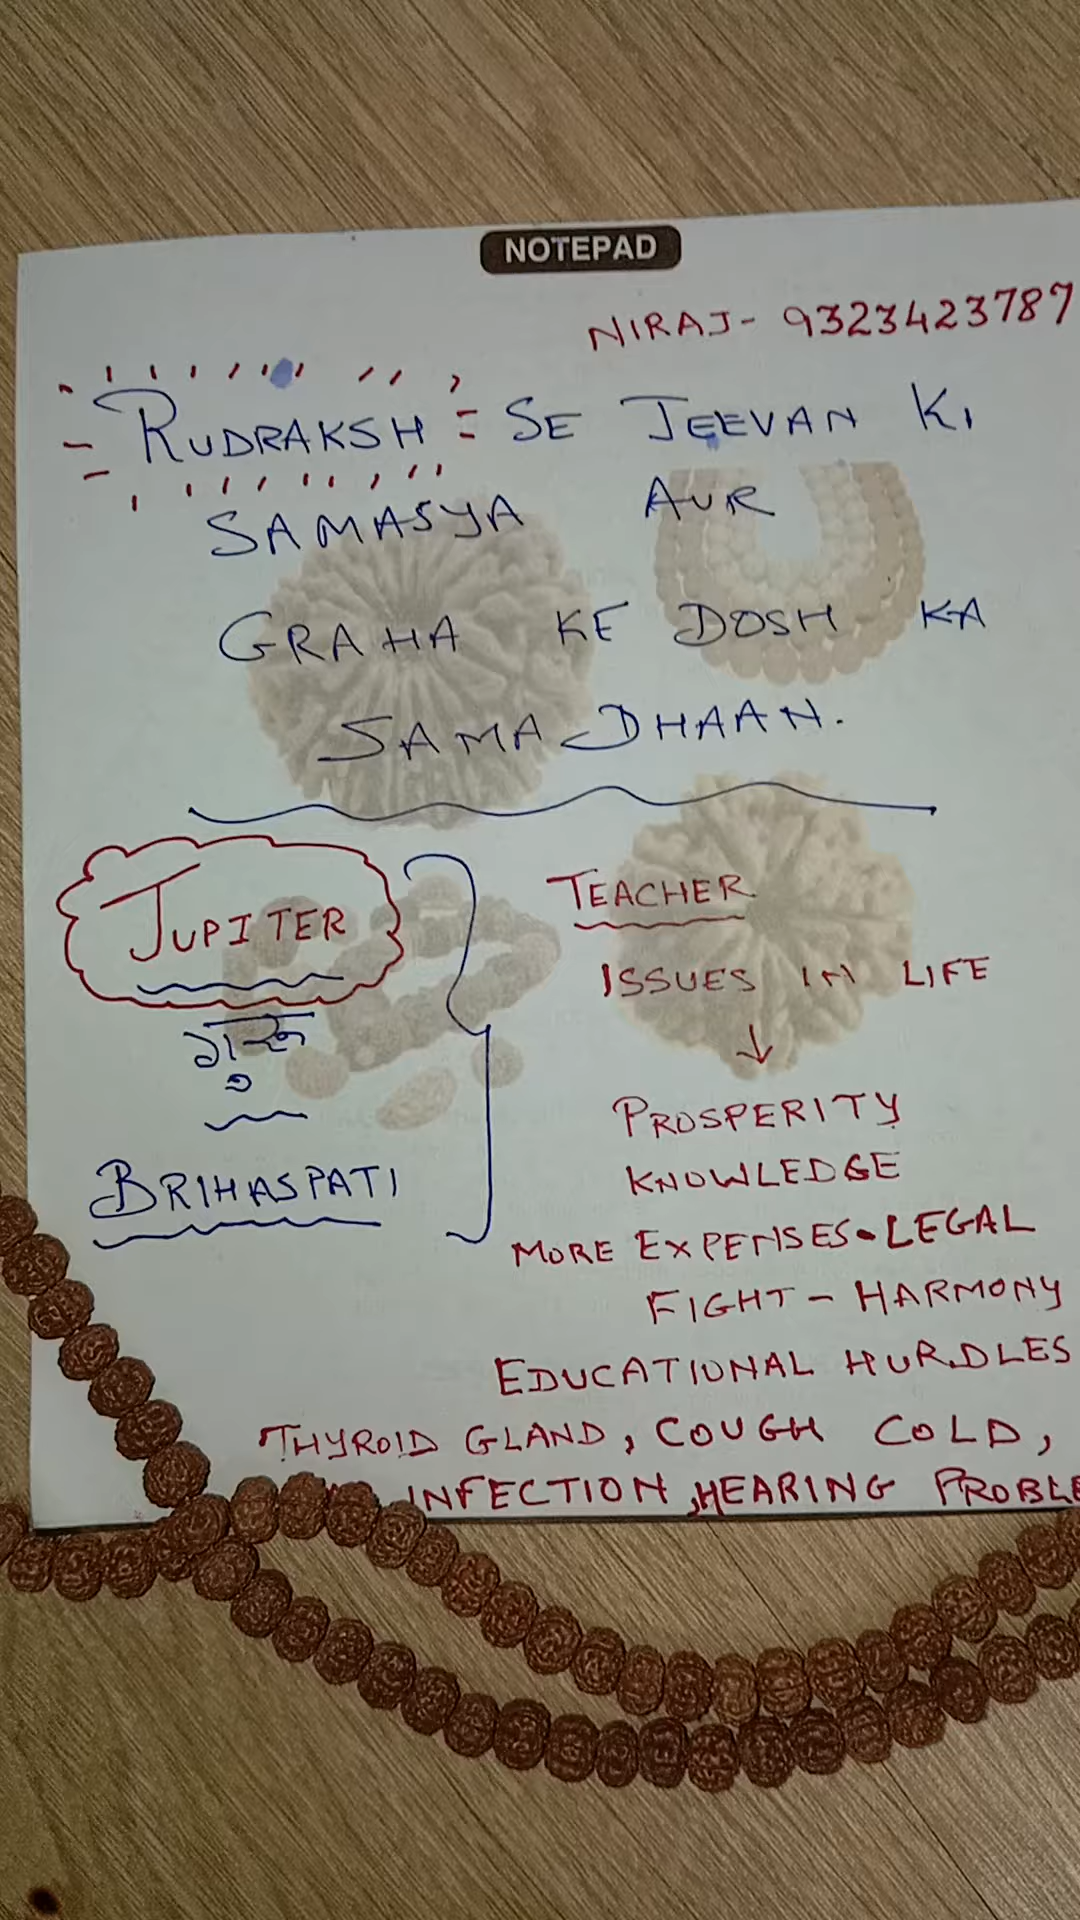 NOTEPAD
NIRAJ - 9323423787
RUDRAKSH SE JEEVAN KI
SAMASYA AUR
GRAHA KE DOSH KA
SAMADHAAN.
JUPITER
गुरू
BRIHASPATI
TEACHER
ISSUES IN LIFE
↓
PROSPERITY
KNOWLEDGE
MORE EXPENSES • LEGAL
FIGHT - HARMONY
EDUCATIONAL HURDLES
THYROID GLAND, COUGH COLD,
INFECTION, HEARING PROBLE